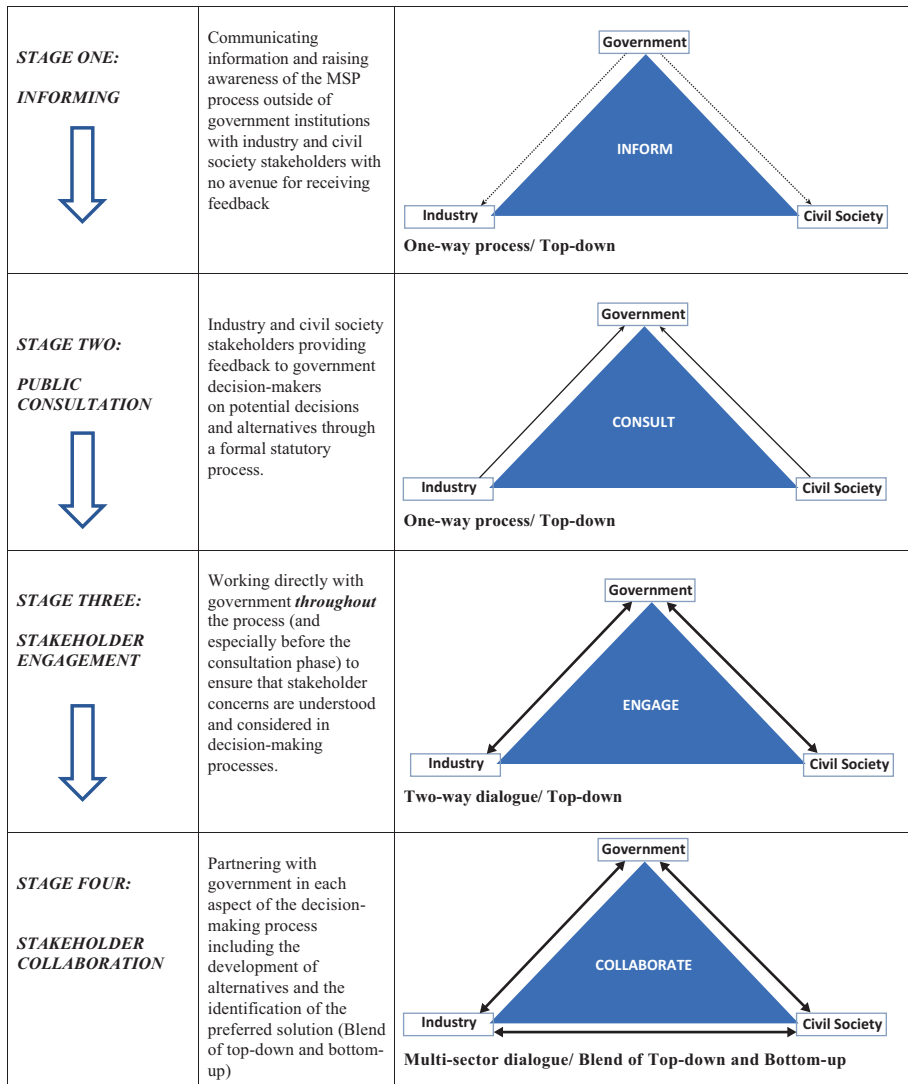 STAGE ONE:
INFORMING
Communicating
information and raising
awareness of the MSP
process outside of
government institutions
with industry and civil
society stakeholders with
no avenue for receiving
feedback
Government
INFORM
Industry
Civil Society
One-way process/ Top-down
STAGE TWO:
PUBLIC
CONSULTATION
Industry and civil society
stakeholders providing
feedback to government
decision-makers
on potential decisions
and alternatives through
a formal statutory
process.
Government
CONSULT
Industry
Civil Society
One-way process/ Top-down
STAGE THREE:
STAKEHOLDER
ENGAGEMENT
Working directly with
government throughout
the process (and
especially before the
consultation phase) to
ensure that stakeholder
concerns are understood
and considered in
decision-making
processes.
Government
ENGAGE
Industry
Civil Society
Two-way dialogue/ Top-down
STAGE FOUR:
STAKEHOLDER
COLLABORATION
Partnering with
government in each
aspect of the decision-
making process
including the
development of
alternatives and the
identification of the
preferred solution (Blend
of top-down and bottom-
up)
Government
COLLABORATE
Industry
Civil Society
Multi-sector dialogue/ Blend of Top-down and Bottom-up